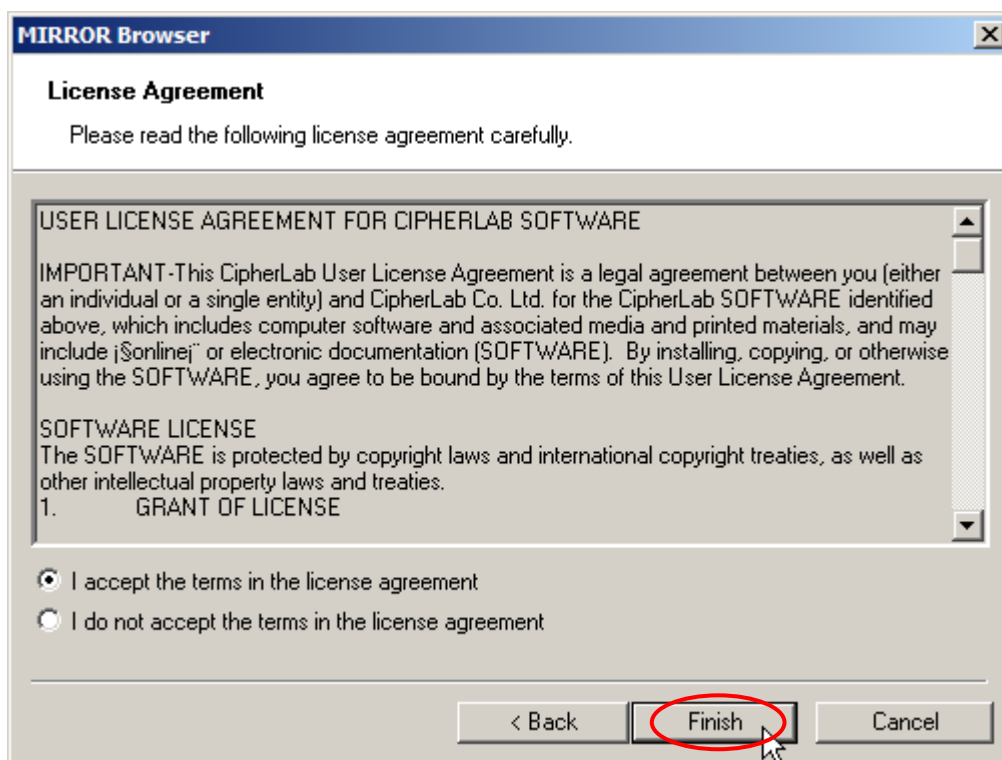 MIRROR Browser
License Agreement
Please read the following license agreement carefully.
USER LICENSE AGREEMENT FOR CIPHERLAB SOFTWARE
IMPORTANT-This CipherLab User License Agreement is a legal agreement between you (either
an individual or a single entity) and CipherLab Co. Ltd. for the CipherLab SOFTWARE identified
above, which includes computer software and associated media and printed materials, and may
include ¡§online¡¨ or electronic documentation (SOFTWARE).  By installing, copying, or otherwise
using the SOFTWARE, you agree to be bound by the terms of this User License Agreement.
SOFTWARE LICENSE
The SOFTWARE is protected by copyright laws and international copyright treaties, as well as
other intellectual property laws and treaties.
1. GRANT OF LICENSE
I accept the terms in the license agreement
I do not accept the terms in the license agreement
< Back Finish Cancel